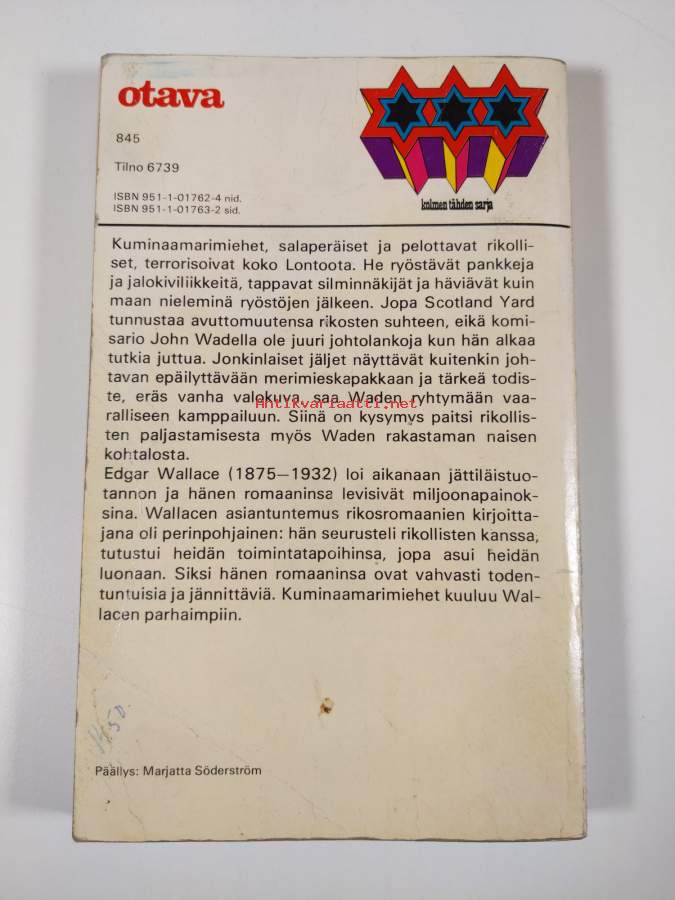 otava
845
Tilno 6739
ISBN 951-1-01762-4 nid.
ISBN 951-1-01763-2 sid.
kolmen tähden sarja
Kuminaamarimiehet, salaperäiset ja pelottavat rikolli-
set, terrorisoivat koko Lontoota. He ryöstävät pankkeja
ja jalokiviliikkeitä, tappavat silminnäkijät ja häviävät kuin
maan nieleminä ryöstöjen jälkeen. Jopa Scotland Yard
tunnustaa avuttomuutensa rikosten suhteen, eikä komi-
sario John Wadella ole juuri johtolankoja kun hän alkaa
tutkia juttua. Jonkinlaiset jäljet näyttävät kuitenkin joh-
tavan epäilyttävään merimieskapakkaan ja tärkeä todis-
te, eräs vanha valokuva, saa Waden ryhtymään vaa-
Antikvariaatti.net
ralliseen kamppailuun. Siinä on kysymys paitsi rikollis-
ten paljastamisesta myös Waden rakastaman naisen
kohtalosta.
Edgar Wallace (1875—1932) loi aikanaan jättiläistuo-
tannon ja hänen romaaninsa levisivät miljoonapainok-
sina. Wallacen asiantuntemus rikosromaanien kirjoitta-
jana oli perinpohjainen: hän seurusteli rikollisten kanssa,
tutustui heidän toimintatapoihinsa, jopa asui heidän
luonaan. Siksi hänen romaaninsa ovat vahvasti toden-
tuntuisia ja jännittäviä. Kuminaamarimiehet kuuluu Wal-
lacen parhaimpiin.
Päällys: Marjatta Söderström